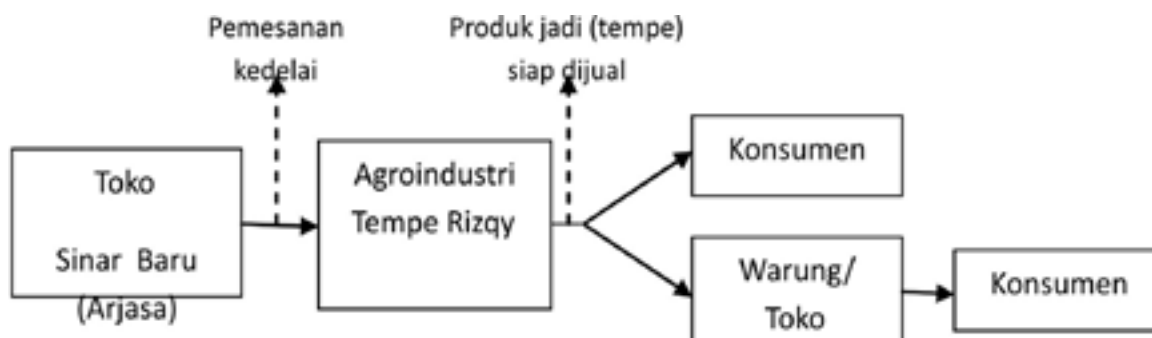 Pemesanan
kedelai
Produk jadi (tempe)
siap dijual
Toko
Sinar Baru
(Arjasa)
Agroindustri
Tempe Rizqy
Konsumen
Warung/
Toko
Konsumen